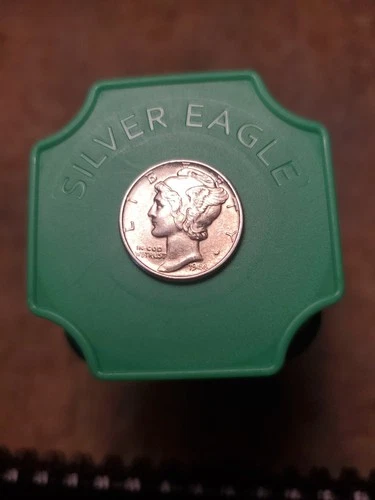 SILVER EAGLE
LIBERTY
IN GOD
WE TRUST